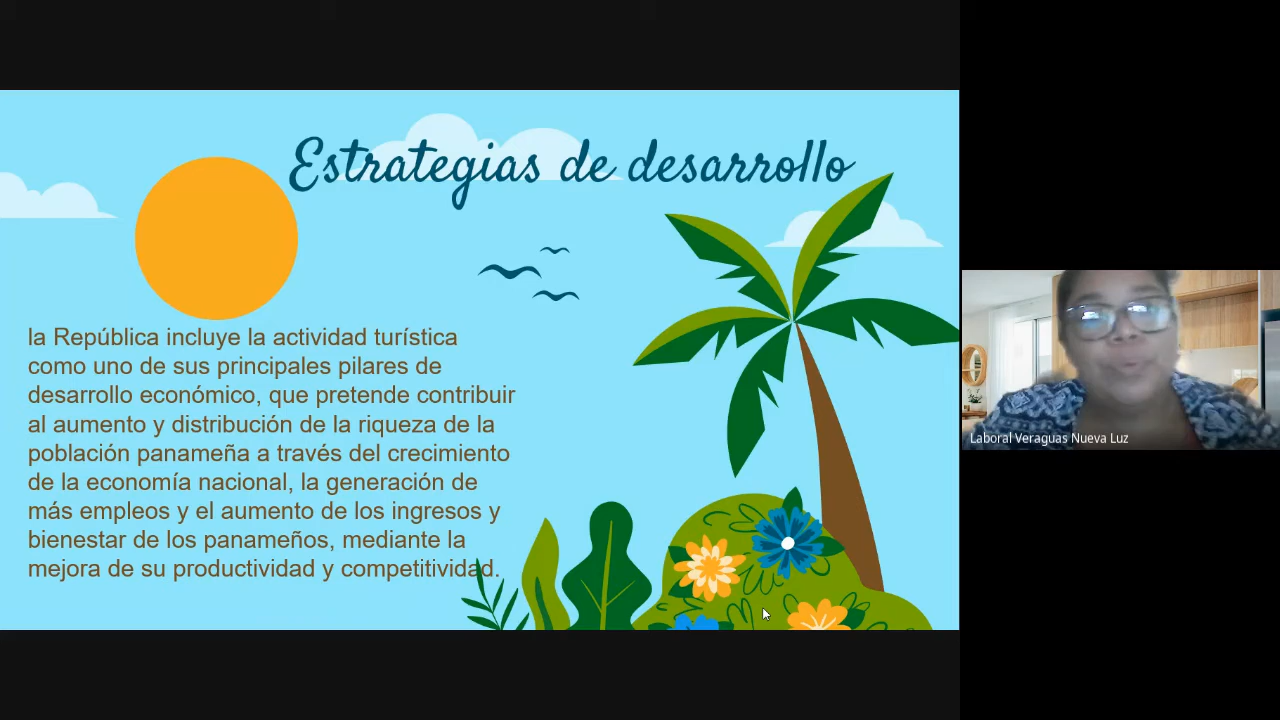 Estrategias de desarrollo
la República incluye la actividad turística
como uno de sus principales pilares de
desarrollo económico, que pretende contribuir
al aumento y distribución de la riqueza de la
población panameña a través del crecimiento
de la economía nacional, la generación de
más empleos y el aumento de los ingresos y
bienestar de los panameños, mediante la
mejora de su productividad y competitividad.
Laboral Veraguas Nueva Luz